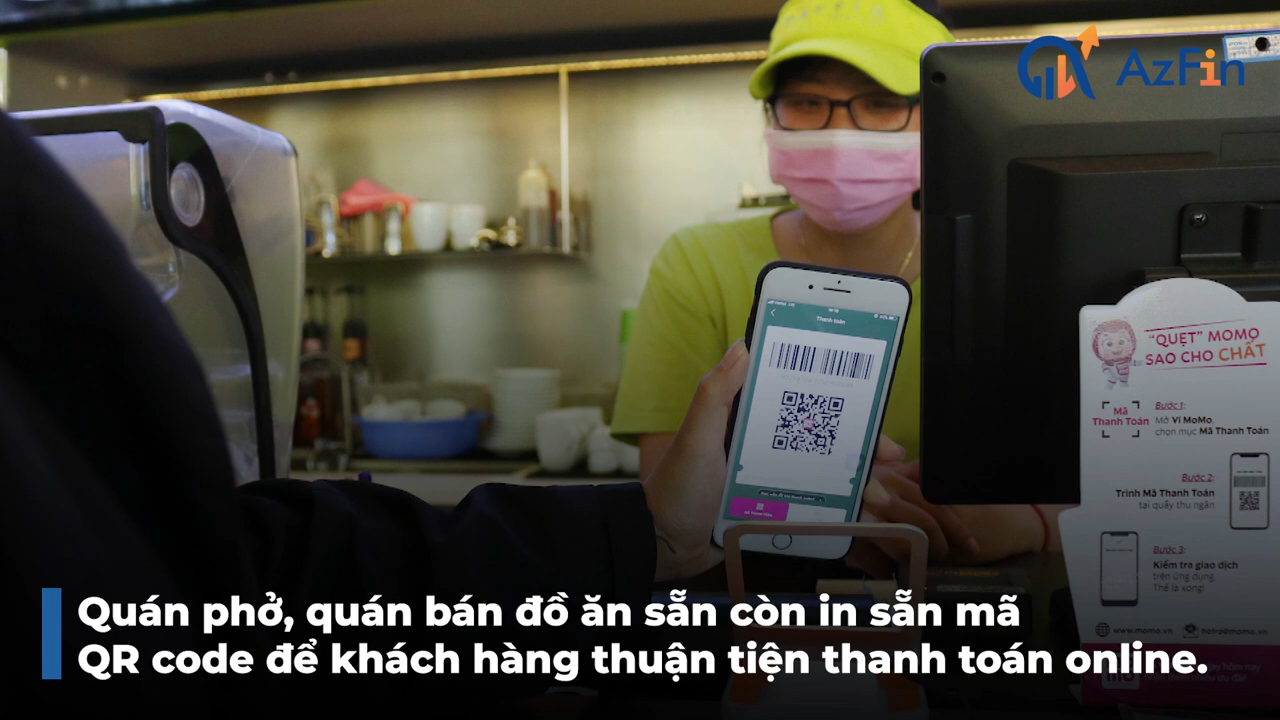 AzFin
Thanh toán
"QUẸT" MOMO
SAO CHO CHẤT
Mã
Thanh Toán
Bước 1:
Mở Ví MoMo,
chọn mục Mã Thanh Toán
Bước 2:
Trình Mã Thanh Toán
tại quầy thu ngân
Bước 3:
Kiểm tra giao dịch
trên ứng dụng.
Thế là xong!
www.momo.vn
hotro@momo.vn
Quán phở, quán bán đồ ăn sẵn còn in sẵn mã
QR code để khách hàng thuận tiện thanh toán online.